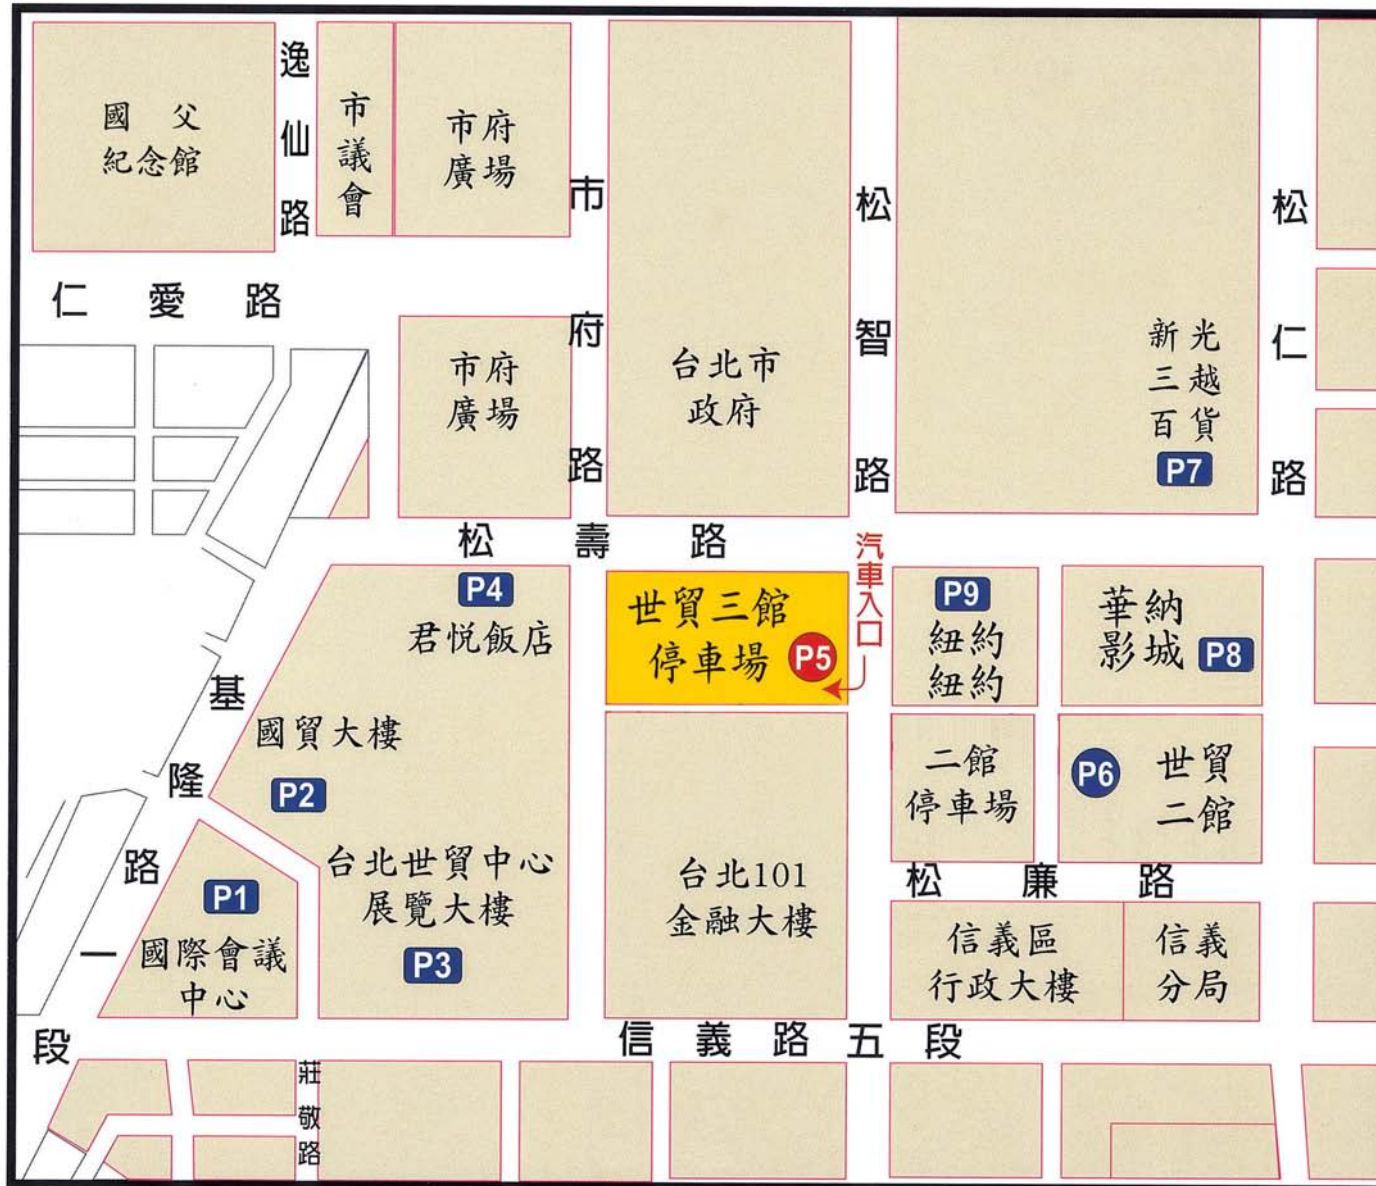 國父
紀念館
逸仙路
市議會
市府
廣場
市府路
松智路
松仁路
仁愛路
市府
廣場
台北市
政府
新光
三越
百貨
P7
松壽路
汽車入口
P4
君悅飯店
世貿三館
停車場
P5
P9
紐約
紐約
華納
影城
P8
基隆路一段
國貿大樓
P2
二館
停車場
P6
世貿
二館
台北世貿中心
展覽大樓
P3
台北101
金融大樓
松廉路
P1
國際會議
中心
信義區
行政大樓
信義
分局
信義路五段
莊敬路